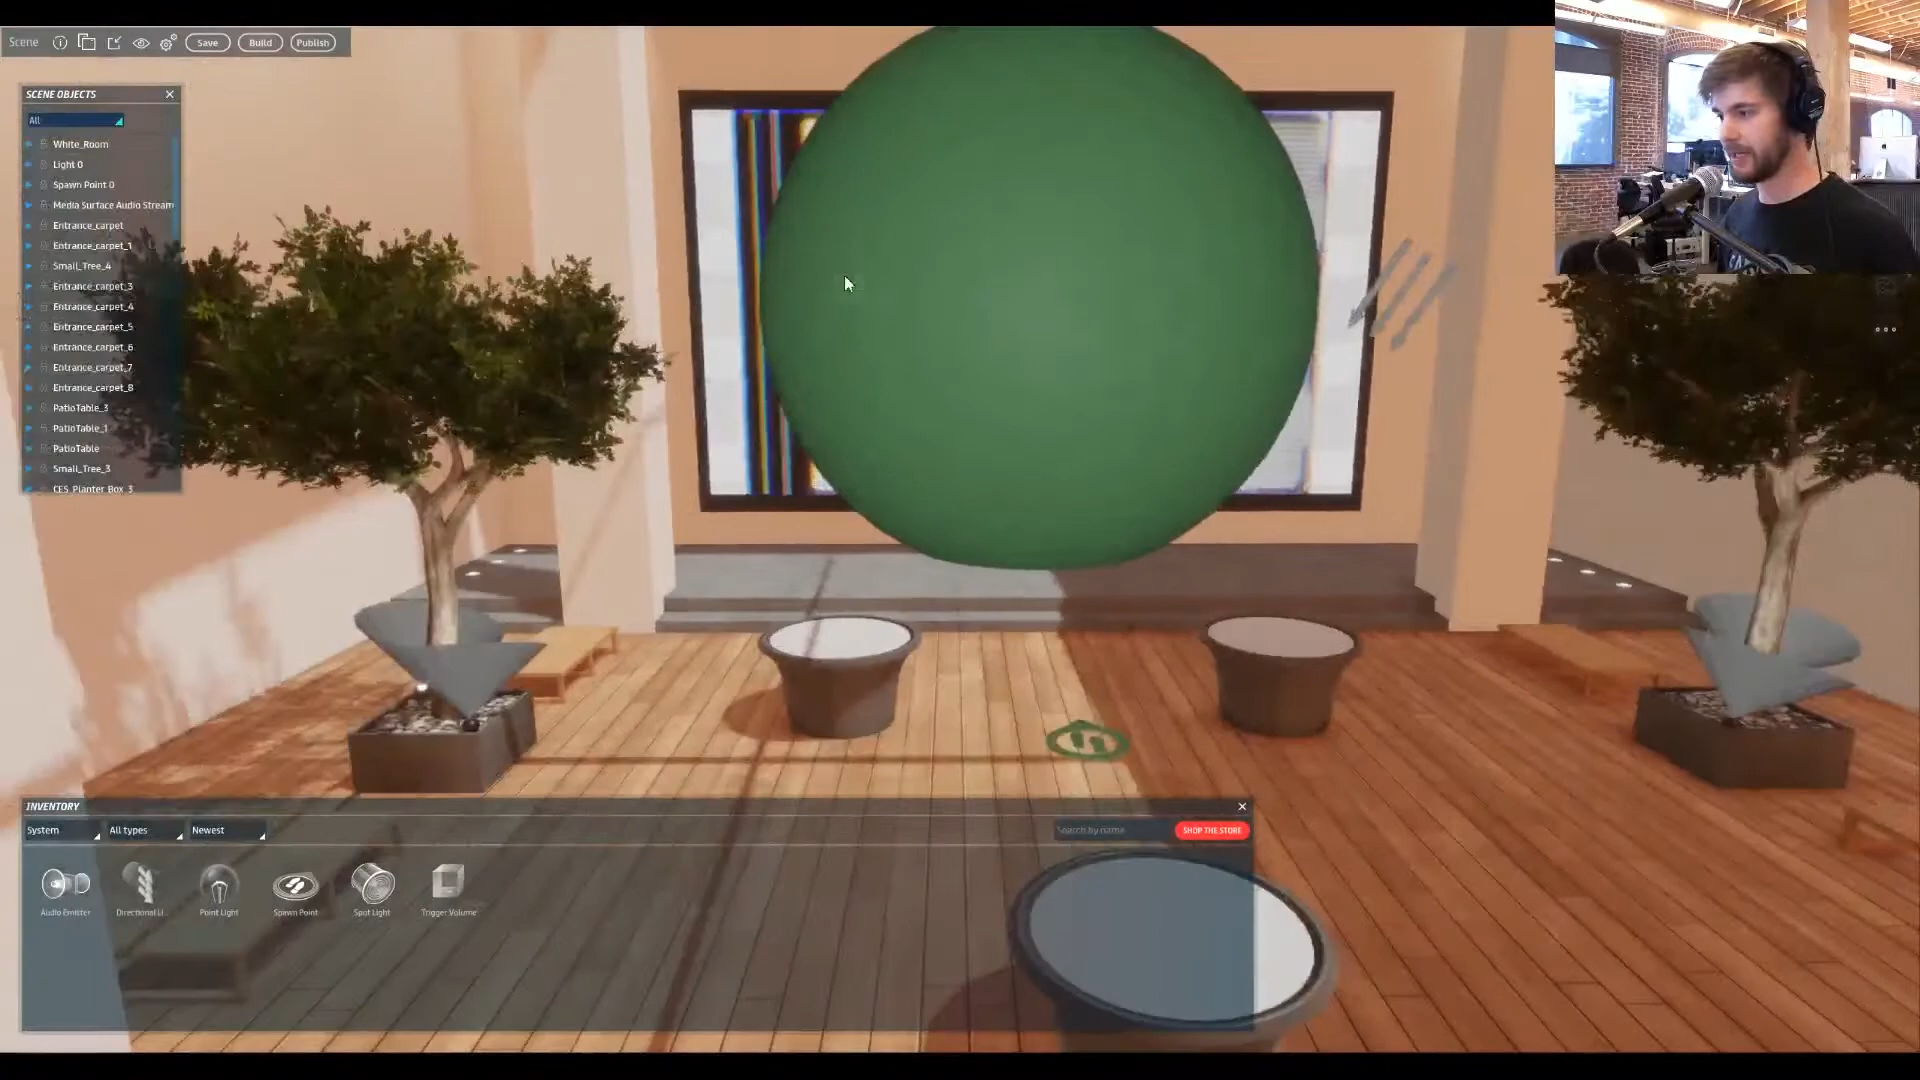 Scene
Save
Build
Publish
SCENE OBJECTS
All
White_Room
Light 0
Spawn Point 0
Media Surface Audio Stream
Entrance_carpet
Entrance_carpet_1
Small_Tree_4
Entrance_carpet_3
Entrance_carpet_4
Entrance_carpet_5
Entrance_carpet_6
Entrance_carpet_7
Entrance_carpet_8
PatioTable_3
PatioTable_1
PatioTable
Small_Tree_3
CES_Planter_Box_3
INVENTORY
System
All types
Newest
Search by name
SHOP THE STORE
Audio Emitter
Directional Li...
Point Light
Spawn Point
Spot Light
Trigger Volume